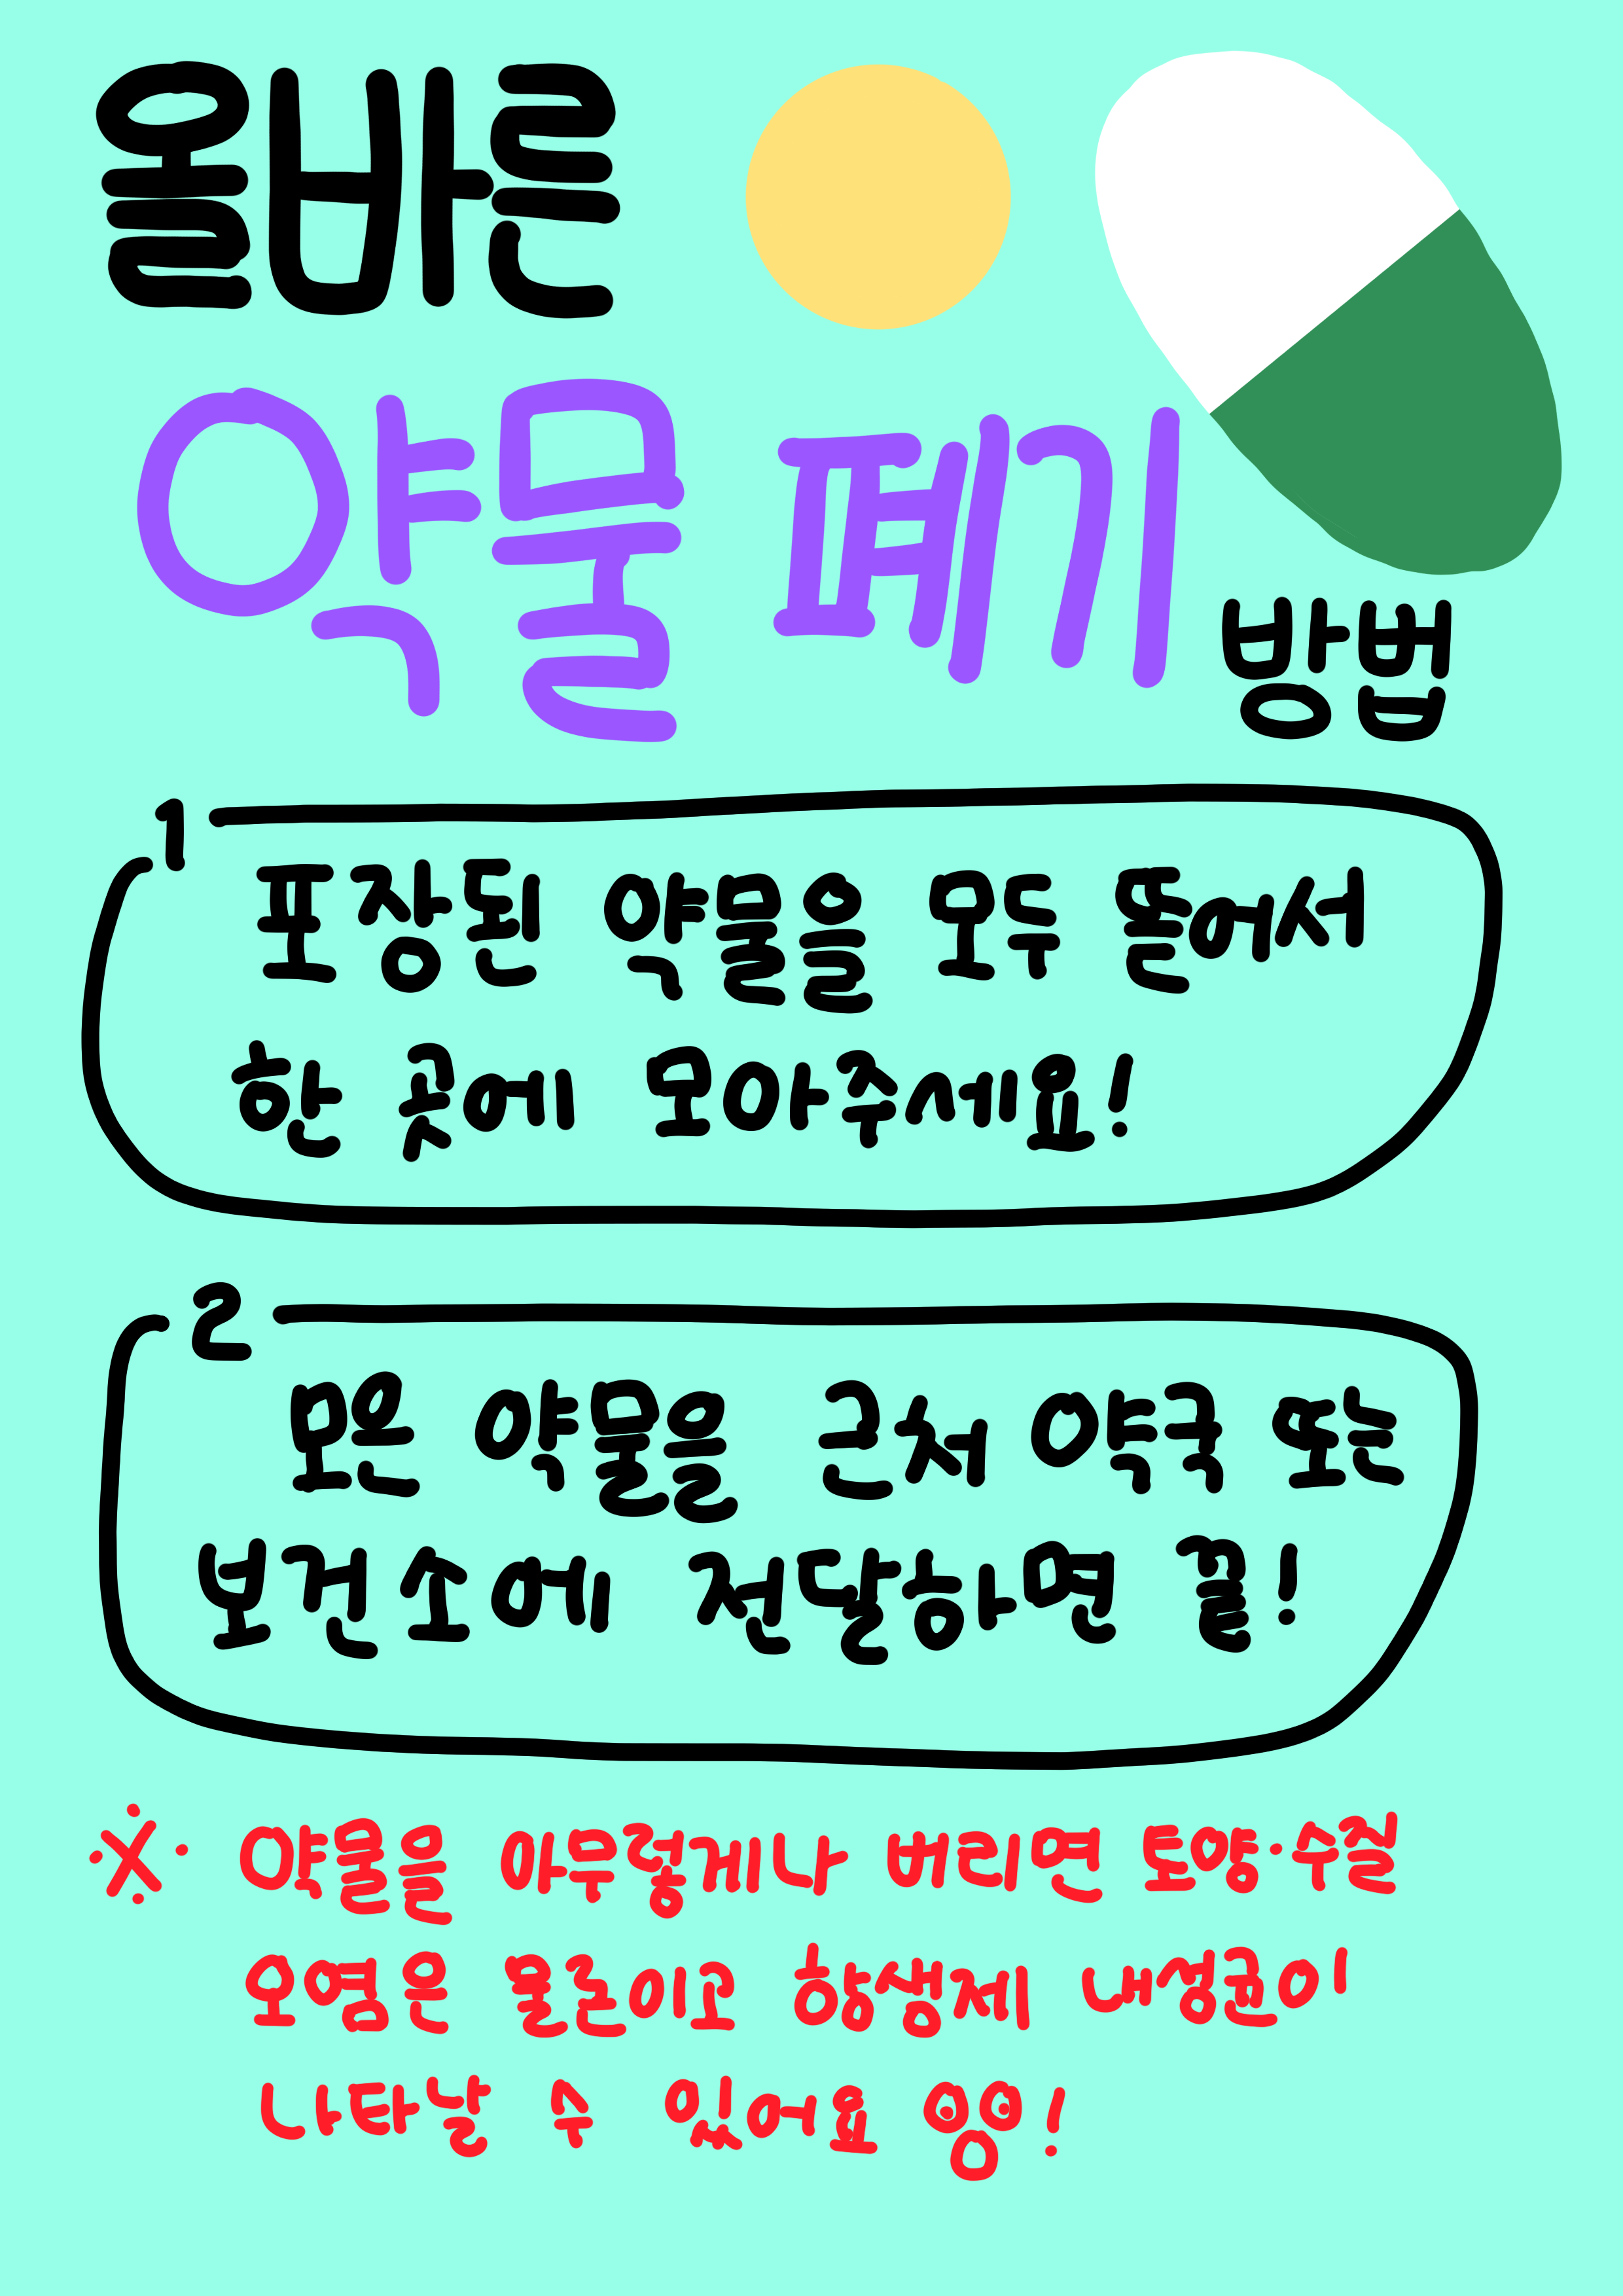 올바른
약물 폐기
방법
1
포장된 약물을 모두 뜯어서
한 곳에 모아주세요!
2
모은 약물을 근처 약국 또는
보건소에 전달하면 끝!
※ 약물을 아무렇게나 버리면 토양·수질
오염은 물론이고 항생제 내성균이
나타날 수 있어요